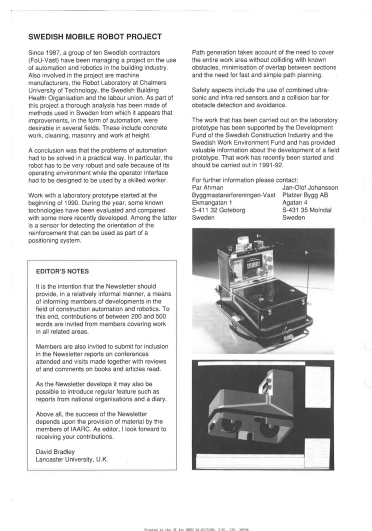 SWEDISH MOBILE ROBOT PROJECT
Since 1987, a group of ten Swedish contractors
(FoU-Vast) have been managing a project on the use
of automation and robotics in the building industry.
Also involved in the project are machine
manufacturers, the Robot Laboratory at Chalmers
University of Technology, the Swedish Building
Health Organisation and the labour union. As part of
this project a thorough analysis has been made of
methods used in Sweden from which it appears that
improvements, in the form of automation, were
desirable in several fields. These include concrete
work, cleaning, masonry and work at height.
A conclusion was that the problems of automation
had to be solved in a practical way. In particular, the
robot has to be very robust and safe because of its
operating environment while the operator interface
had to be designed to be used by a skilled worker.
Work with a laboratory prototype started at the
beginning of 1990. During the year, some known
technologies have been evaluated and compared
with some more recently developed. Among the latter
is a sensor for detecting the orientation of the
reinforcement that can be used as part of a
positioning system.
EDITOR'S NOTES
It is the intention that the Newsletter should
provide, in a relatively informal manner, a means
of informing members of developments in the
field of construction automation and robotics. To
this end, contributions of between 200 and 500
words are invited from members covering work
in all related areas.
Members are also invited to submit for inclusion
in the Newsletter reports on conferences
attended and visits made together with reviews
of and comments on books and articles read.
As the Newsletter develops it may also be
possible to introduce regular feature such as
reports from national organisations and a diary.
Above all, the success of the Newsletter
depends upon the provision of material by the
members of IAARC. As editor, I look forward to
receiving your contributions.
David Bradley
Lancaster University, U.K.
Path generation takes account of the need to cover
the entire work area without colliding with known
obstacles, minimisation of overlap between sections
and the need for fast and simple path planning.
Safety aspects include the use of combined ultra-
sonic and infra-red sensors and a collision bar for
obstacle detection and avoidance.
The work that has been carried out on the laboratory
prototype has been supported by the Development
Fund of the Swedish Construction Industry and the
Swedish Work Environment Fund and has provided
valuable information about the development of a field
prototype. That work has recently been started and
should be carried out in 1991-92.
For further information please contact:
Par Ahman Jan-Olof Johansson
Byggmastareforeningen-Vast Platzer Bygg AB
Ekmangatan 1 Agatan 4
S-411 32 Goteborg S-431 35 Molndal
Sweden Sweden